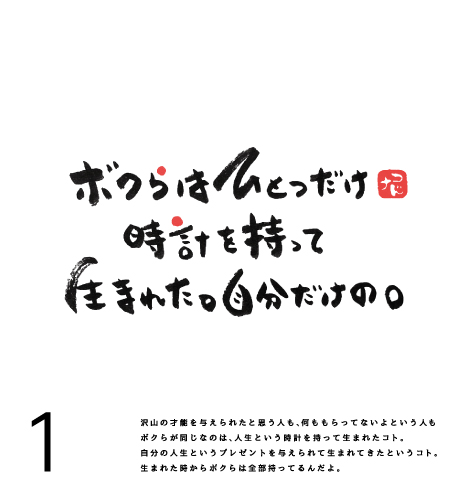 ボクらはひとつだけ
時計を持って
生まれた。自分だけの。
1
沢山の才能を与えられたと思う人も、何ももらってないよという人も
ボクらが同じなのは、人生という時計を持って生まれたコト。
自分の人生というプレゼントを与えられて生まれてきたというコト。
生まれた時からボクらは全部持ってるんだよ。